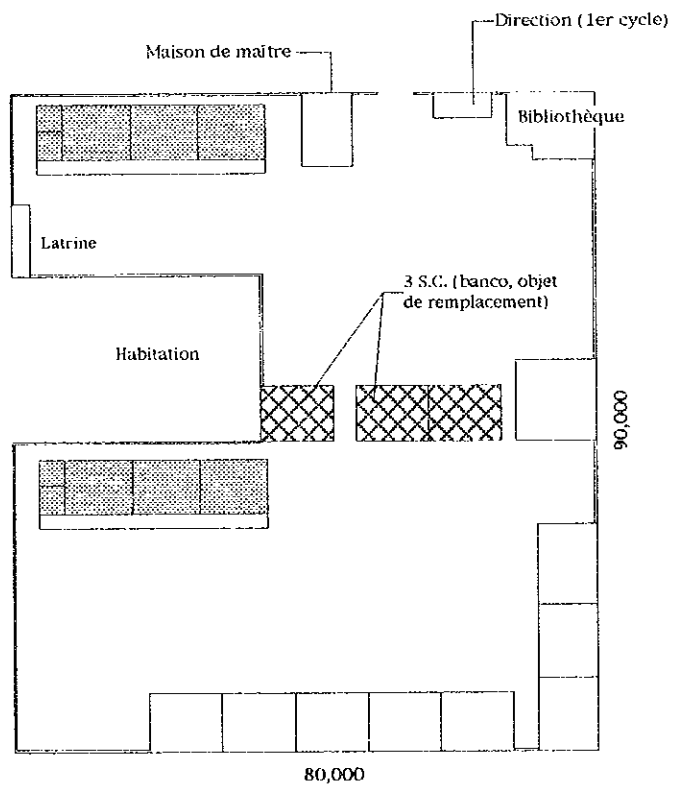 Direction (1er cycle)
Maison de maître
Bibliothèque
Latrine
3 S.C. (banco, objet
de remplacement)
Habitation
90,000
80,000